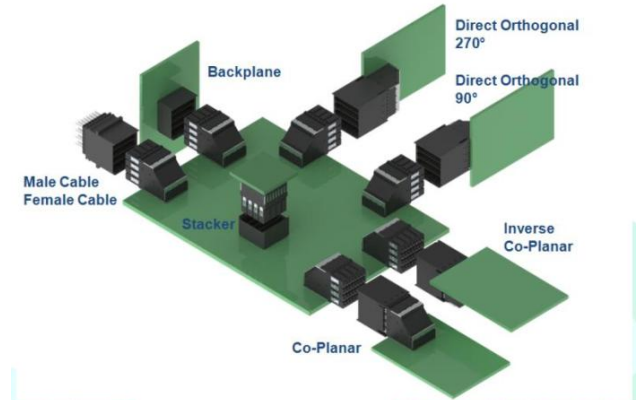 Direct Orthogonal
270°
Backplane
Direct Orthogonal
90°
Male Cable
Female Cable
Stacker
Inverse
Co-Planar
Co-Planar